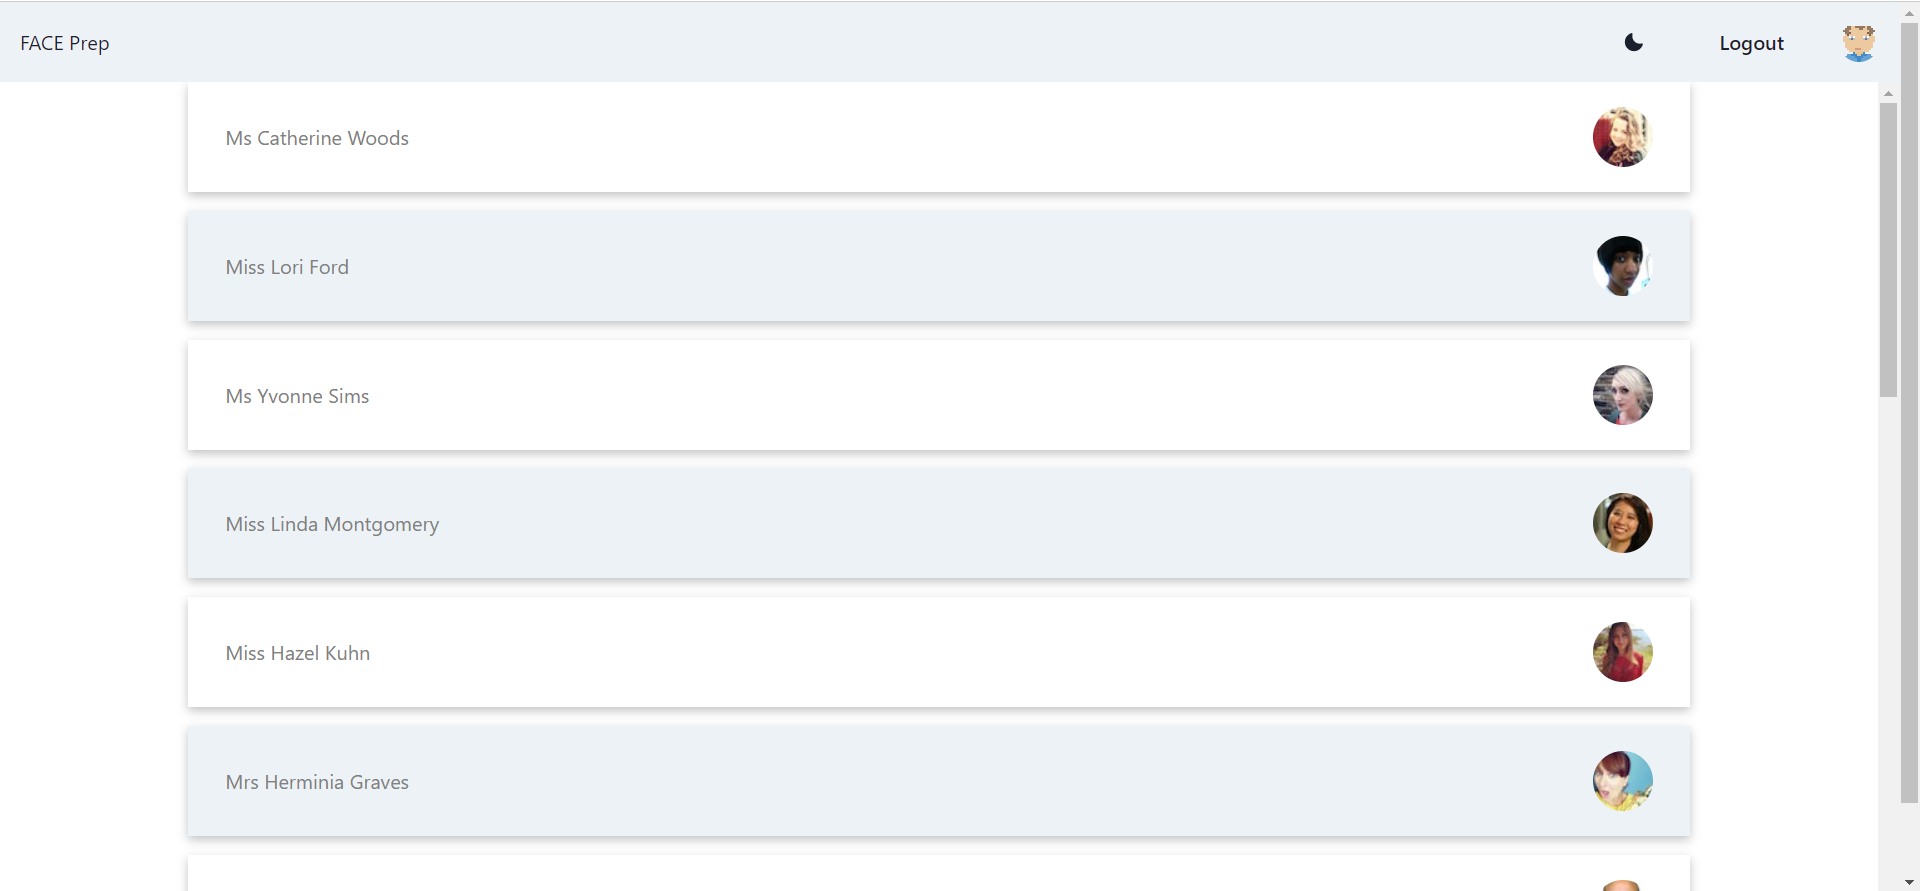 FACE Prep
Logout
Ms Catherine Woods
Miss Lori Ford
Ms Yvonne Sims
Miss Linda Montgomery
Miss Hazel Kuhn
Mrs Herminia Graves